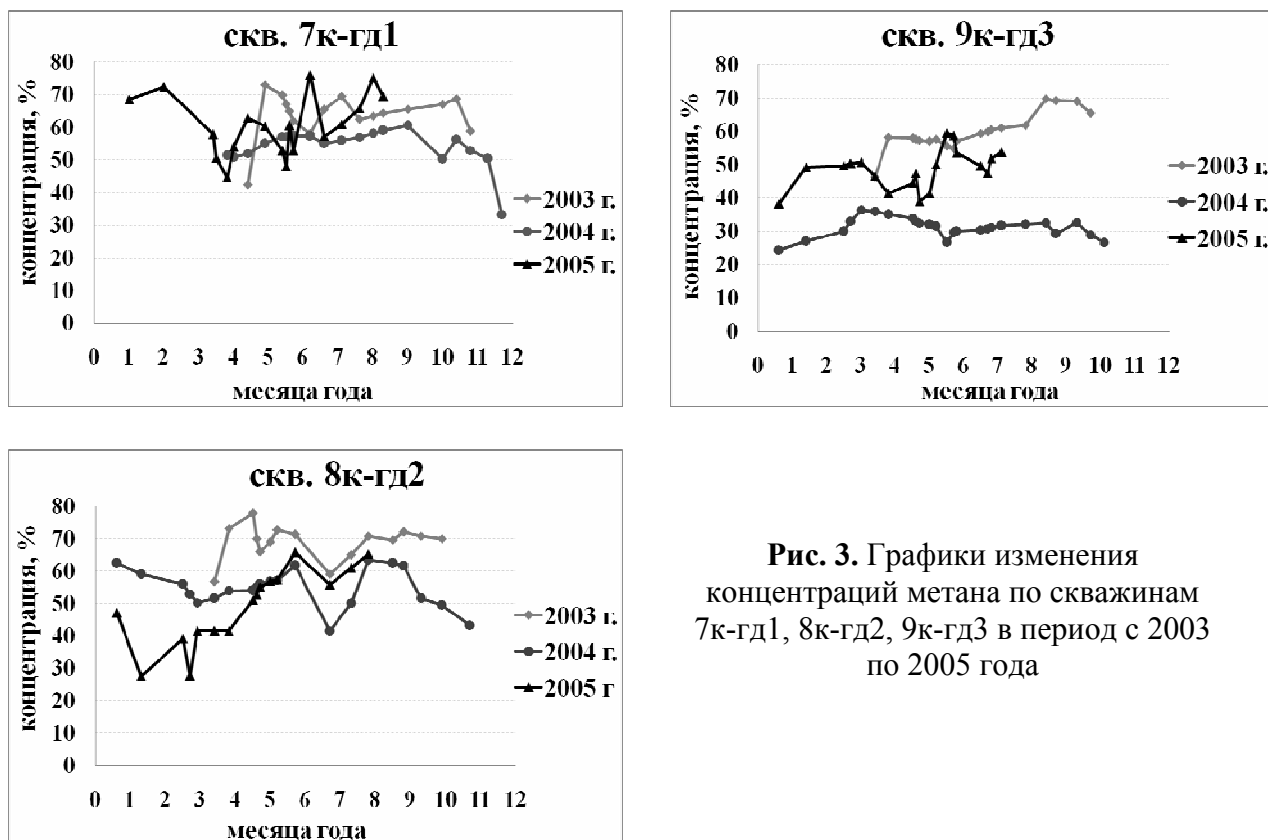 скв. 7к-гд1
концентрация, %
80
70
60
50
40
30
20
10
0
0 1 2 3 4 5 6 7 8 9 10 11 12
месяца года
2003 г.
2004 г.
2005 г.
скв. 9к-гд3
концентрация, %
80
70
60
50
40
30
20
10
0
0 1 2 3 4 5 6 7 8 9 10 11 12
месяца года
2003 г.
2004 г.
2005 г.
скв. 8к-гд2
концентрация, %
80
70
60
50
40
30
20
10
0
0 1 2 3 4 5 6 7 8 9 10 11 12
месяца года
2003 г.
2004 г.
2005 г
Рис. 3. Графики изменения
концентраций метана по скважинам
7к-гд1, 8к-гд2, 9к-гд3 в период с 2003
по 2005 года